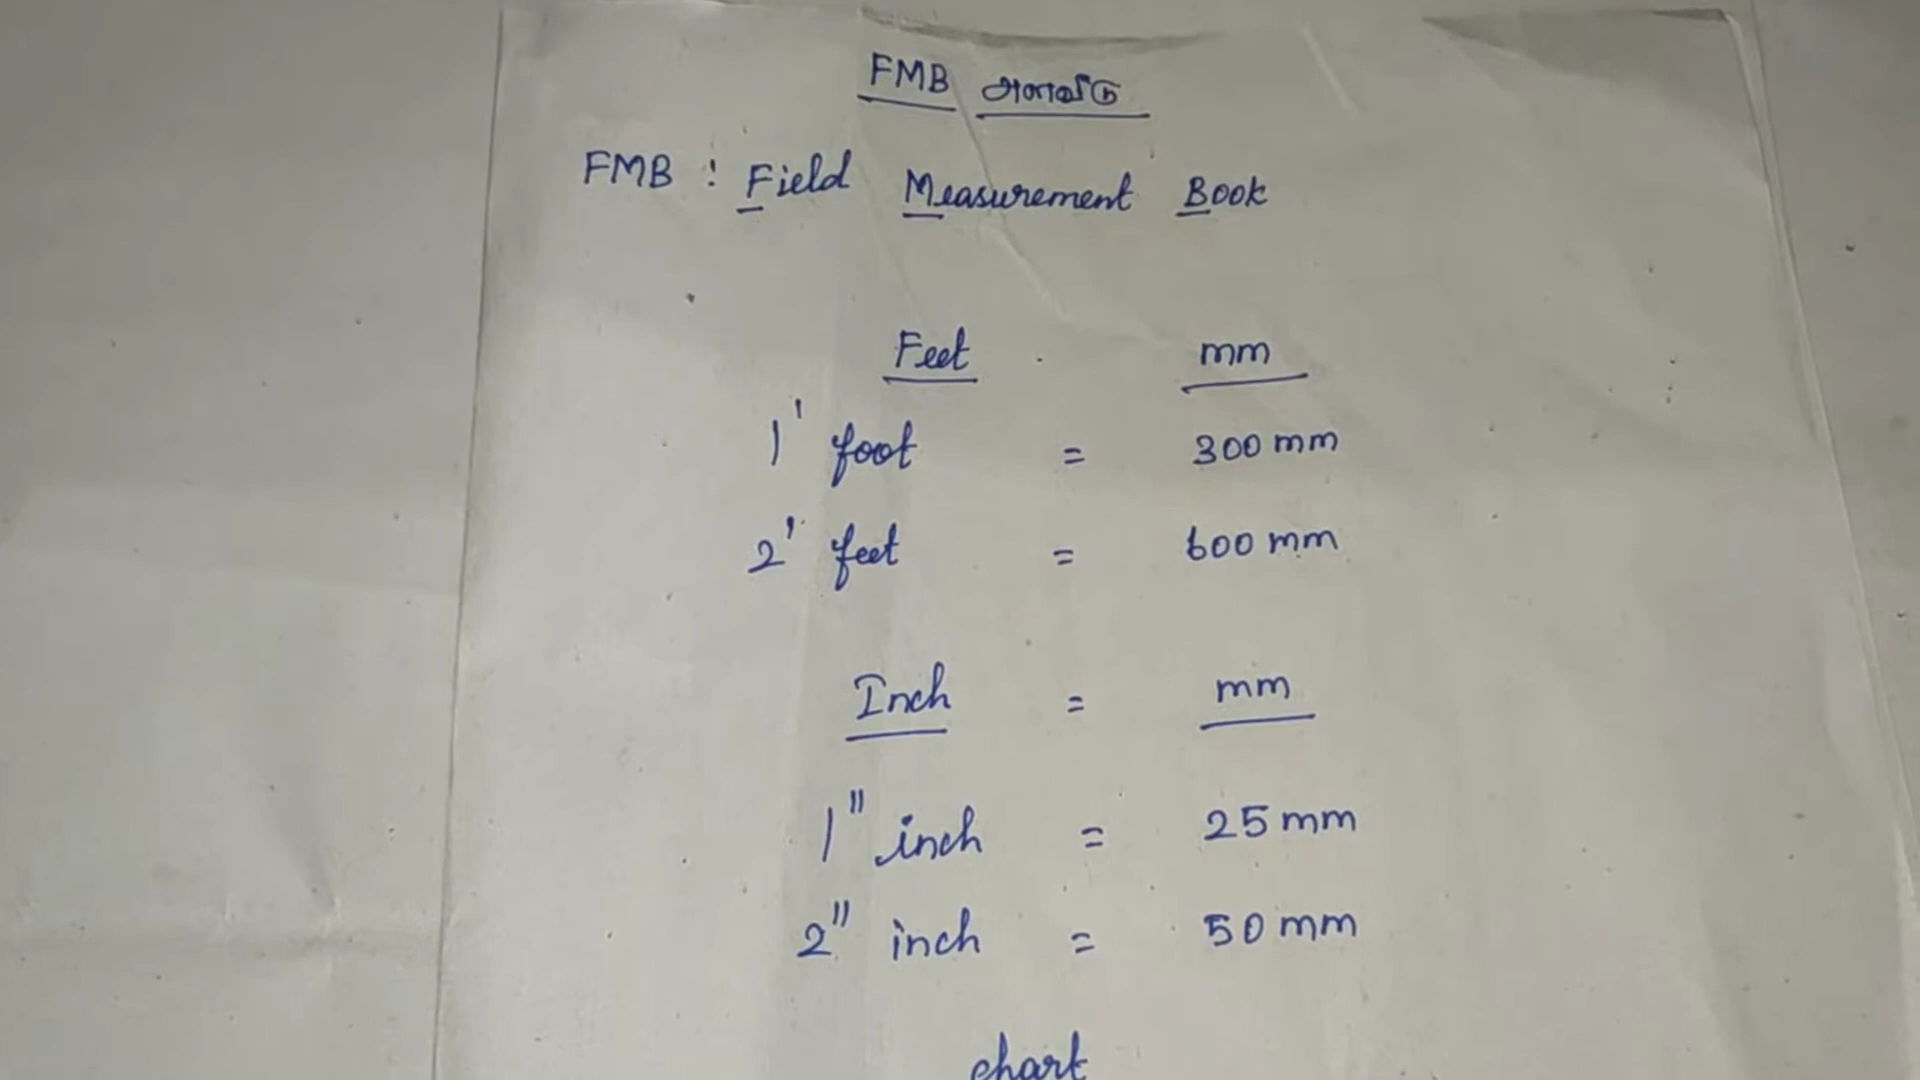 FMB அளவீடு
FMB : Field Measurement Book
Feet mm
1' foot = 300 mm
2' feet = 600 mm
Inch = mm
1" inch = 25 mm
2" inch = 50 mm
chart